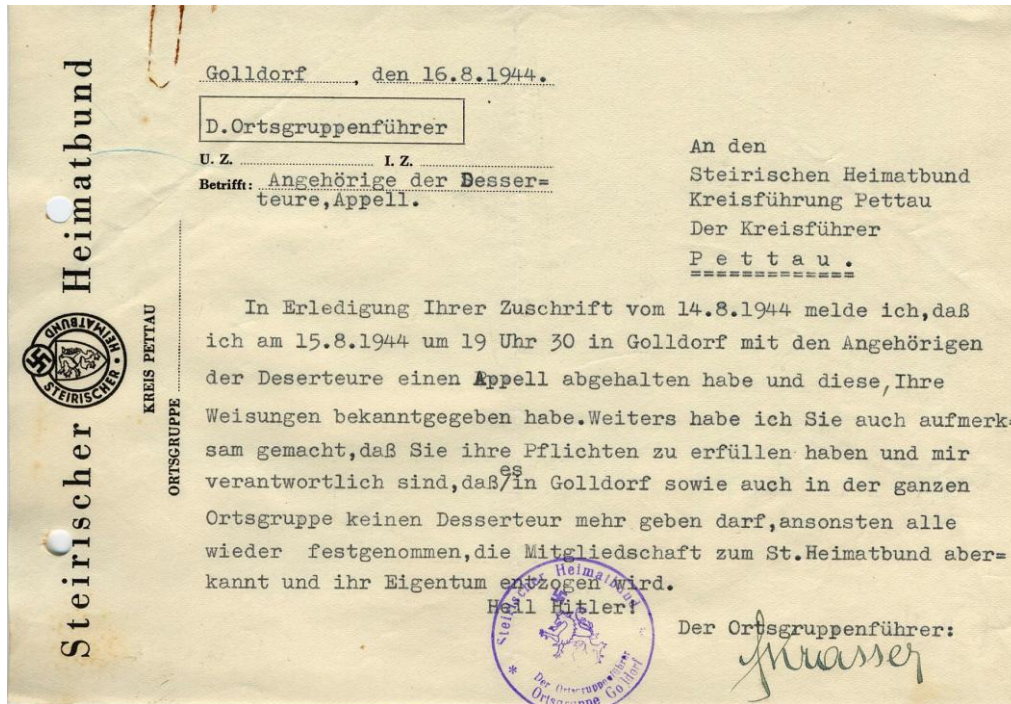 Steirischer Heimatbund
STEIRISCHER HEIMATBUND
KREIS PETTAU
ORTSGRUPPE
Golldorf, den 16.8.1944.
D.Ortsgruppenführer
U. Z. I. Z.
Betrifft: Angehörige der Desser=
teure,Appell.
An den
Steirischen Heimatbund
Kreisführung Pettau
Der Kreisführer
P e t t a u .
=============
In Erledigung Ihrer Zuschrift vom 14.8.1944 melde ich,daß
ich am 15.8.1944 um 19 Uhr 30 in Golldorf mit den Angehörigen
der Deserteure einen Appell abgehalten habe und diese,Ihre
Weisungen bekanntgegeben habe.Weiters habe ich Sie auch aufmerk=
sam gemacht,daß Sie ihre Pflichten zu erfüllen haben und mir
verantwortlich sind,daß/es in Golldorf sowie auch in der ganzen
Ortsgruppe keinen Desserteur mehr geben darf,ansonsten alle
wieder festgenommen,die Mitgliedschaft zum St.Heimatbund aber=
kannt und ihr Eigentum entzogen wird.
Heil Hitler!
Steirischer Heimatbund
Der Ortsgruppenführer
Ortsgruppe Golldorf
Der Ortsgruppenführer: